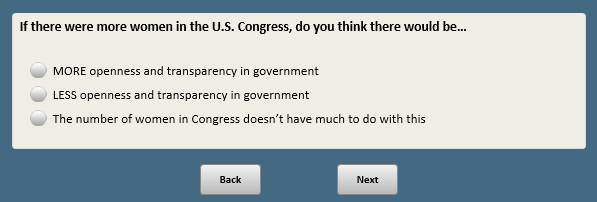 If there were more women in the U.S. Congress, do you think there would be...
MORE openness and transparency in government
LESS openness and transparency in government
The number of women in Congress doesn't have much to do with this
Back
Next